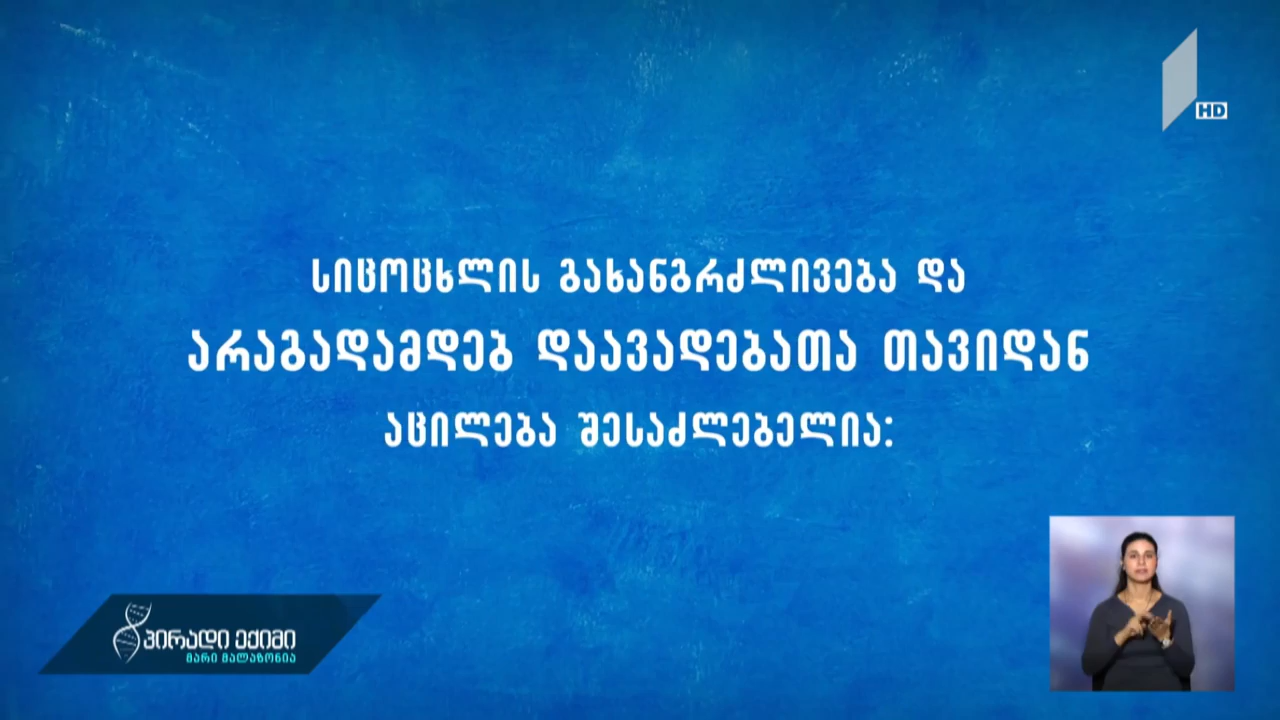 HD
სიცოცხლის გახანგრძლივება და
არაგადამდებ დაავადებათა თავიდან
აცილება შესაძლებელია:
პირადი ექიმი
მარი მალაზონია